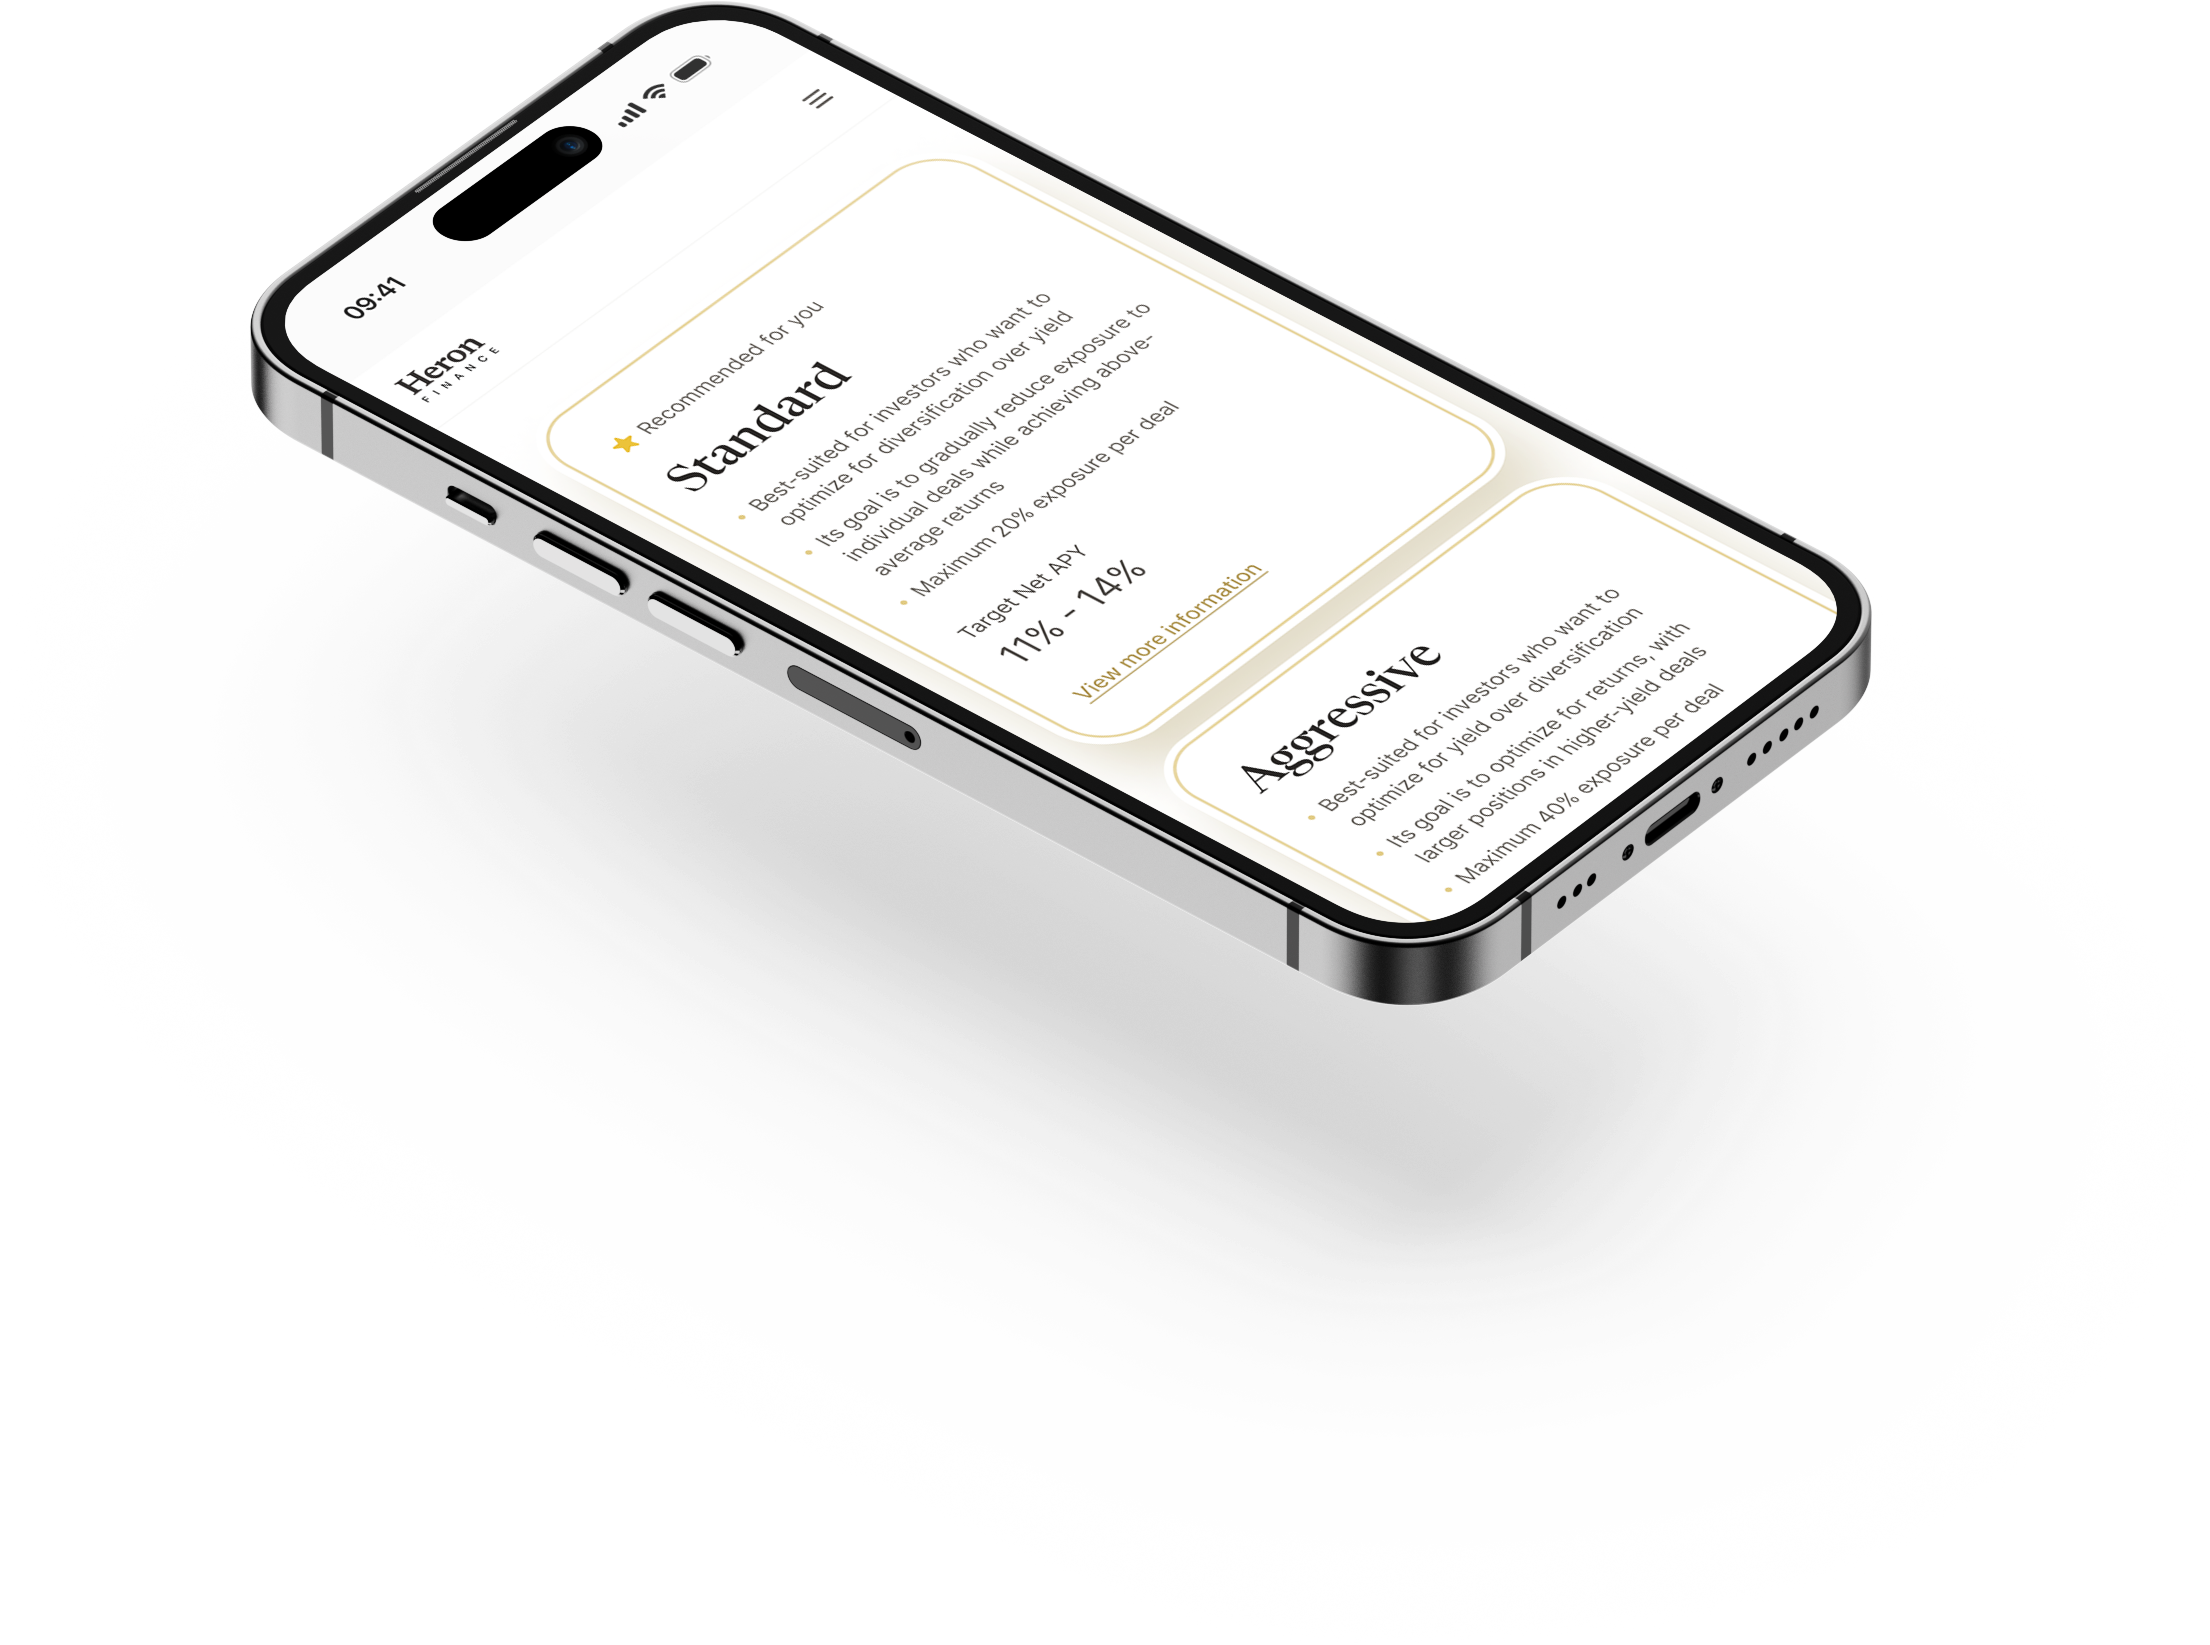 09:41
Heron
FINANCE
Recommended for you
Standard
• Best-suited for investors who want to
optimize for diversification over yield
• Its goal is to gradually reduce exposure to
individual deals while achieving above-
average returns
• Maximum 20% exposure per deal
Target Net APY
11% - 14%
View more information
Aggressive
• Best-suited for investors who want to
optimize for yield over diversification
• Its goal is to optimize for returns, with
larger positions in higher-yield deals
• Maximum 40% exposure per deal